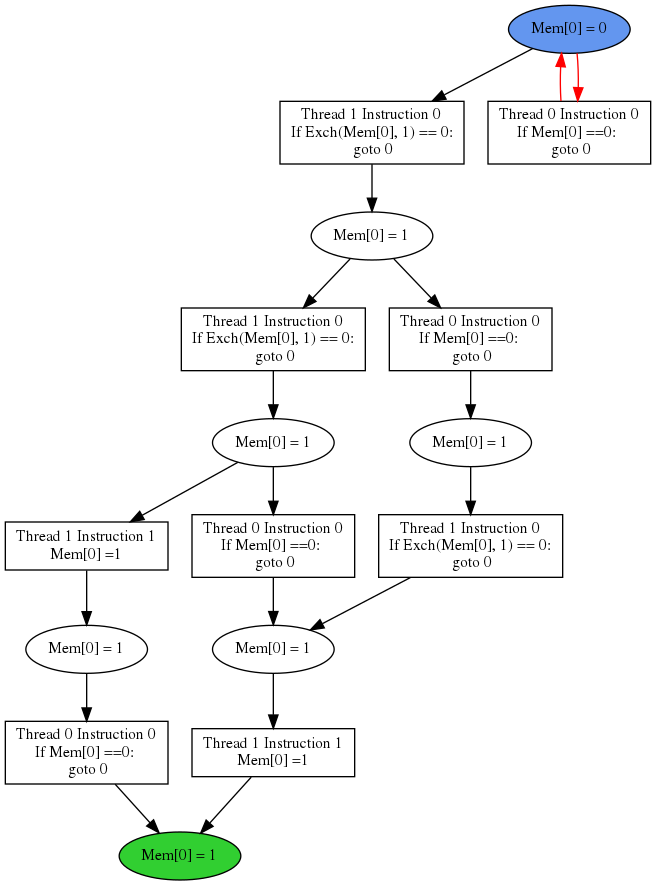 Mem[0] = 0
Thread 1 Instruction 0
If Exch(Mem[0], 1) == 0:
goto 0
Thread 0 Instruction 0
If Mem[0] ==0:
goto 0
Mem[0] = 1
Thread 1 Instruction 0
If Exch(Mem[0], 1) == 0:
goto 0
Thread 0 Instruction 0
If Mem[0] ==0:
goto 0
Mem[0] = 1
Mem[0] = 1
Thread 1 Instruction 1
Mem[0] =1
Thread 0 Instruction 0
If Mem[0] ==0:
goto 0
Thread 1 Instruction 0
If Exch(Mem[0], 1) == 0:
goto 0
Mem[0] = 1
Mem[0] = 1
Thread 0 Instruction 0
If Mem[0] ==0:
goto 0
Thread 1 Instruction 1
Mem[0] =1
Mem[0] = 1